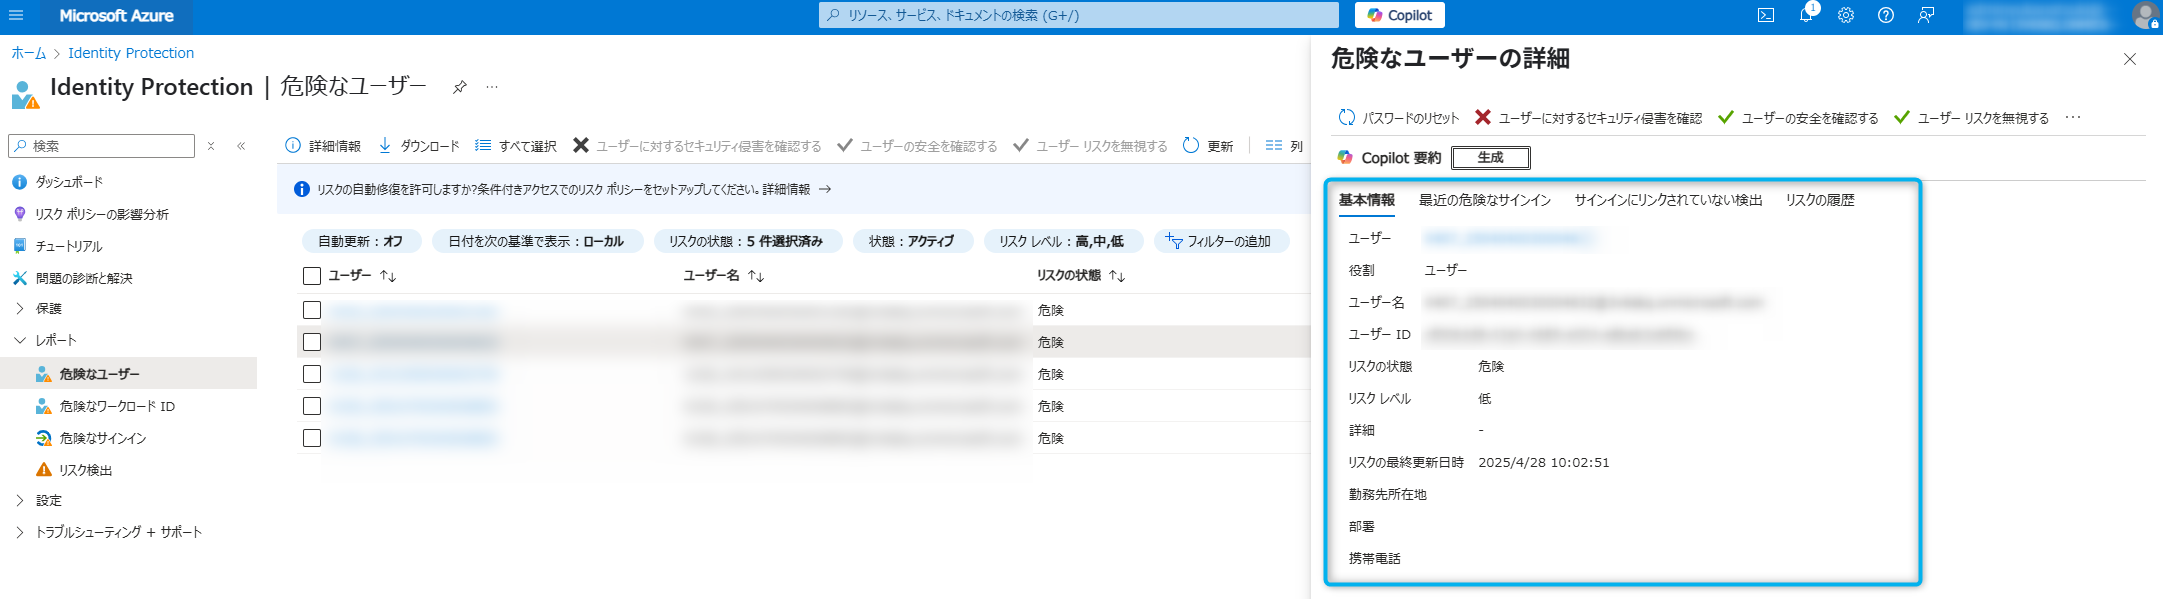 Microsoft Azure
リソース、サービス、ドキュメントの検索 (G+/)
Copilot
1
ホーム > Identity Protection
Identity Protection | 危険なユーザー
検索
ダッシュボード
リスク ポリシーの影響分析
チュートリアル
問題の診断と解決
保護
レポート
危険なユーザー
危険なワークロード ID
危険なサインイン
リスク検出
設定
トラブルシューティング + サポート
詳細情報 ダウンロード すべて選択 ユーザーに対するセキュリティ侵害を確認する ユーザーの安全を確認する ユーザー リスクを無視する 更新 列
リスクの自動修復を許可しますか?条件付きアクセスでのリスク ポリシーをセットアップしてください。詳細情報 →
自動更新 : オフ 日付を次の基準で表示 : ローカル リスクの状態 : 5 件選択済み 状態 : アクティブ リスク レベル : 高,中,低 フィルターの追加
ユーザー ↑↓ ユーザー名 ↑↓ リスクの状態 ↑↓
危険
危険
危険
危険
危険
危険なユーザーの詳細
パスワードのリセット ユーザーに対するセキュリティ侵害を確認 ユーザーの安全を確認する ユーザー リスクを無視する ...
Copilot 要約 生成
基本情報 最近の危険なサインイン サインインにリンクされていない検出 リスクの履歴
ユーザー
役割 ユーザー
ユーザー名
ユーザー ID
リスクの状態 危険
リスク レベル 低
詳細 -
リスクの最終更新日時 2025/4/28 10:02:51
勤務先所在地
部署
携帯電話